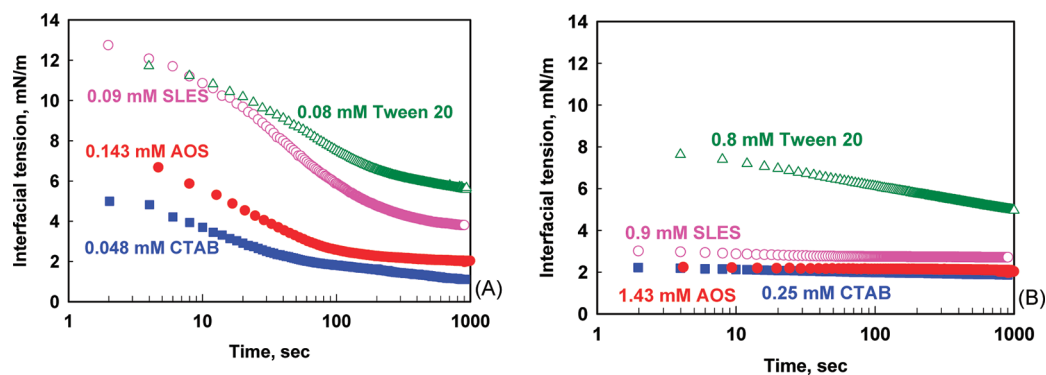 Interfacial tension, mN/m
14
12
10
8
6
4
2
0
0.09 mM SLES
0.08 mM Tween 20
0.143 mM AOS
0.048 mM CTAB
(A)
1 10 100 1000
Time, sec
Interfacial tension, mN/m
14
12
10
8
6
4
2
0
0.8 mM Tween 20
0.9 mM SLES
1.43 mM AOS
0.25 mM CTAB
(B)
1 10 100 1000
Time, sec